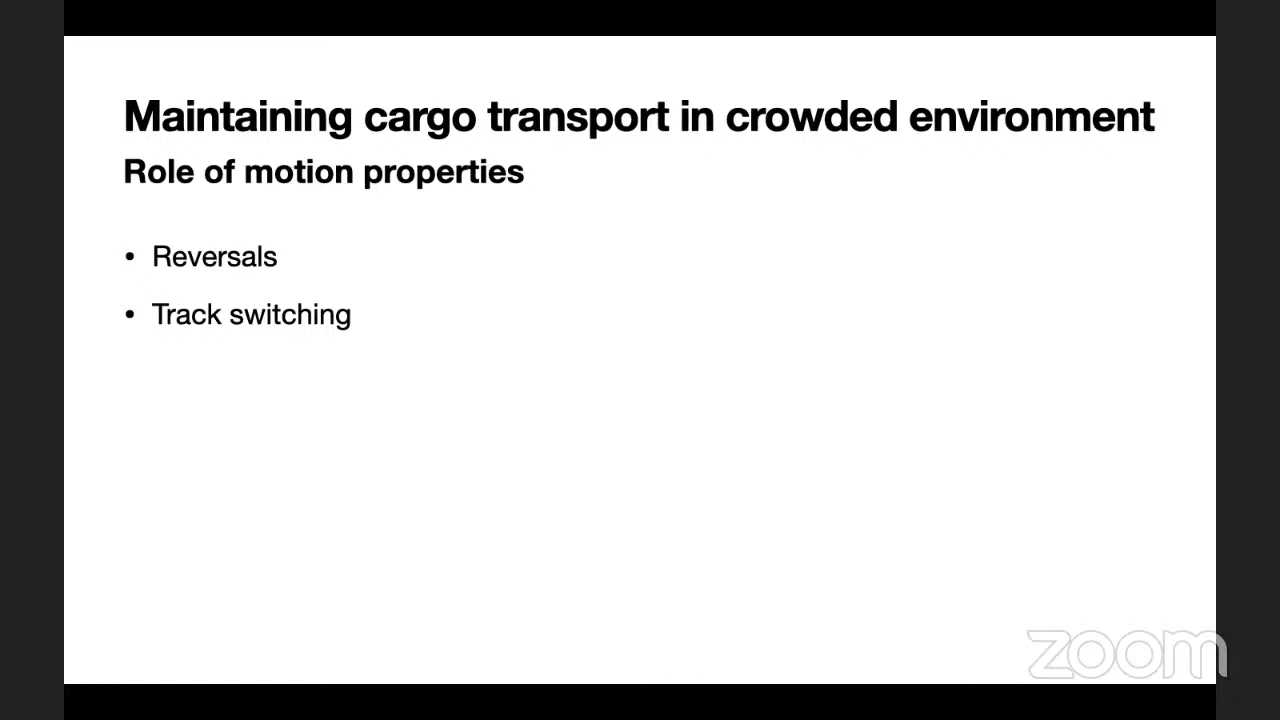 Maintaining cargo transport in crowded environment
Role of motion properties
• Reversals
• Track switching
zoom